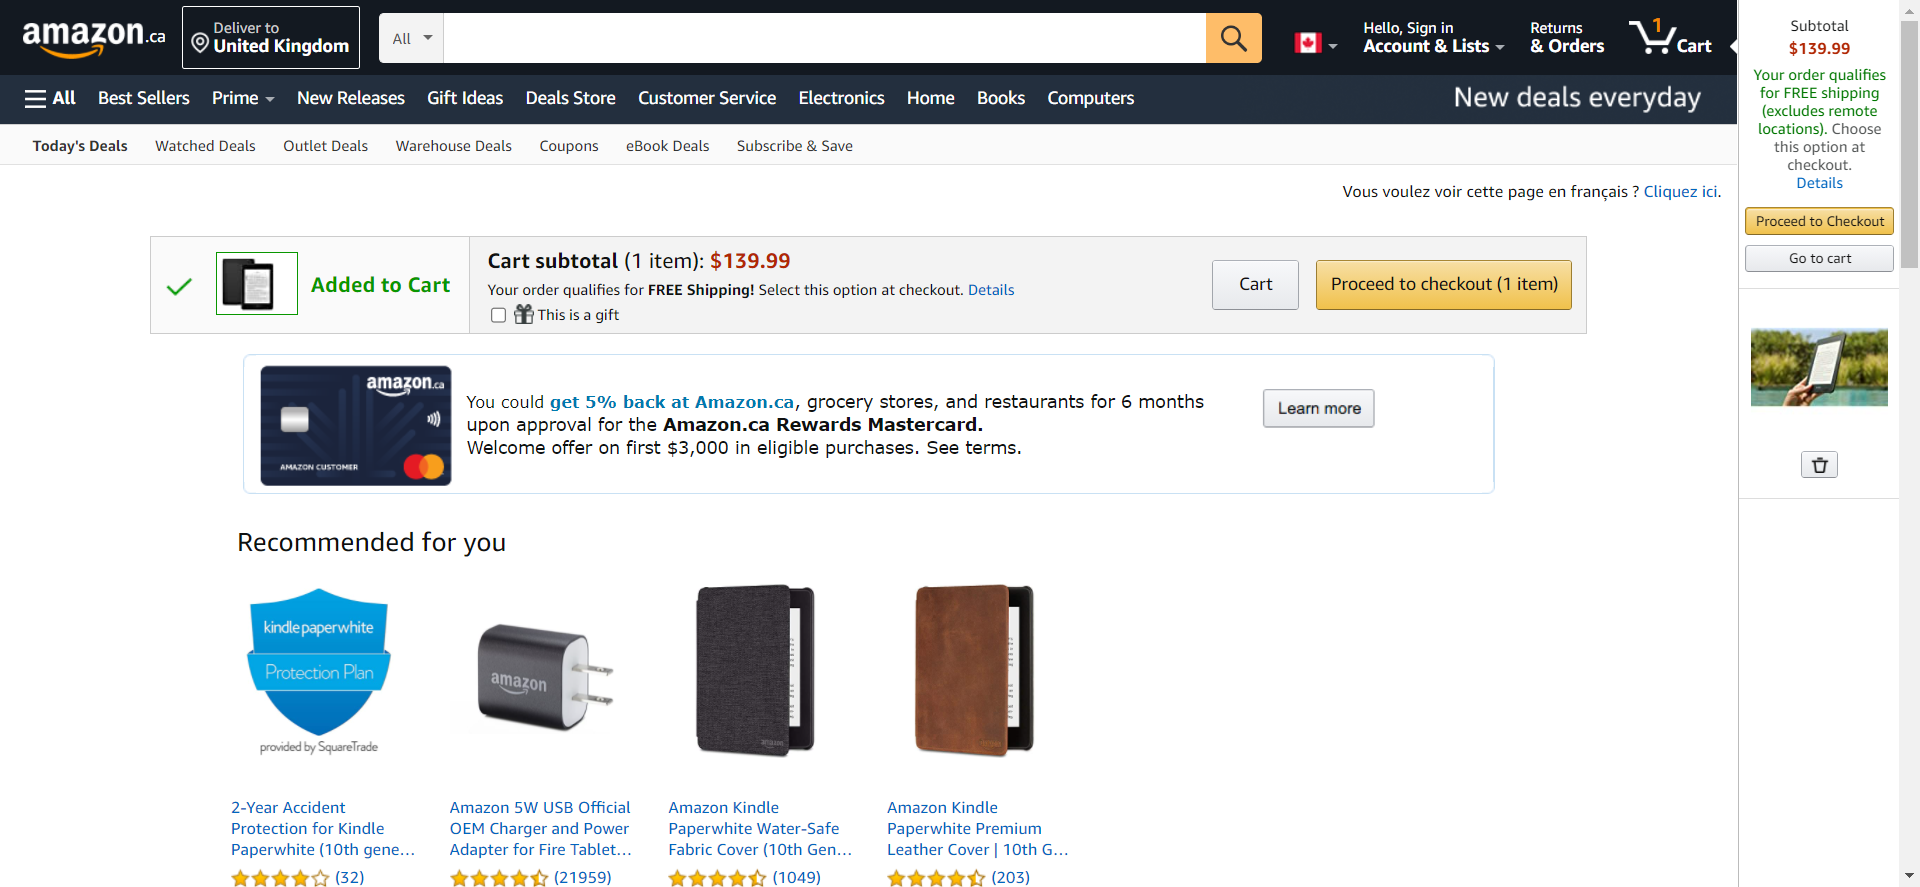 amazon.ca
Deliver to
United Kingdom
All
Hello, Sign in
Account & Lists
Returns
& Orders
1
Cart
All
Best Sellers
Prime
New Releases
Gift Ideas
Deals Store
Customer Service
Electronics
Home
Books
Computers
New deals everyday
Today's Deals
Watched Deals
Outlet Deals
Warehouse Deals
Coupons
eBook Deals
Subscribe & Save
Vous voulez voir cette page en français ? Cliquez ici.
Added to Cart
Cart subtotal (1 item): $139.99
Your order qualifies for FREE Shipping! Select this option at checkout. Details
This is a gift
Cart
Proceed to checkout (1 item)
amazon.ca
AMAZON CUSTOMER
You could get 5% back at Amazon.ca, grocery stores, and restaurants for 6 months
upon approval for the Amazon.ca Rewards Mastercard.
Welcome offer on first $3,000 in eligible purchases. See terms.
Learn more
Recommended for you
kindle paperwhite
Protection Plan
provided by SquareTrade
amazon
amazon
2-Year Accident
Protection for Kindle
Paperwhite (10th gene...
(32)
Amazon 5W USB Official
OEM Charger and Power
Adapter for Fire Tablet...
(21959)
Amazon Kindle
Paperwhite Water-Safe
Fabric Cover (10th Gen...
(1049)
Amazon Kindle
Paperwhite Premium
Leather Cover | 10th G...
(203)
Subtotal
$139.99
Your order qualifies
for FREE shipping
(excludes remote
locations). Choose
this option at
checkout.
Details
Proceed to Checkout
Go to cart